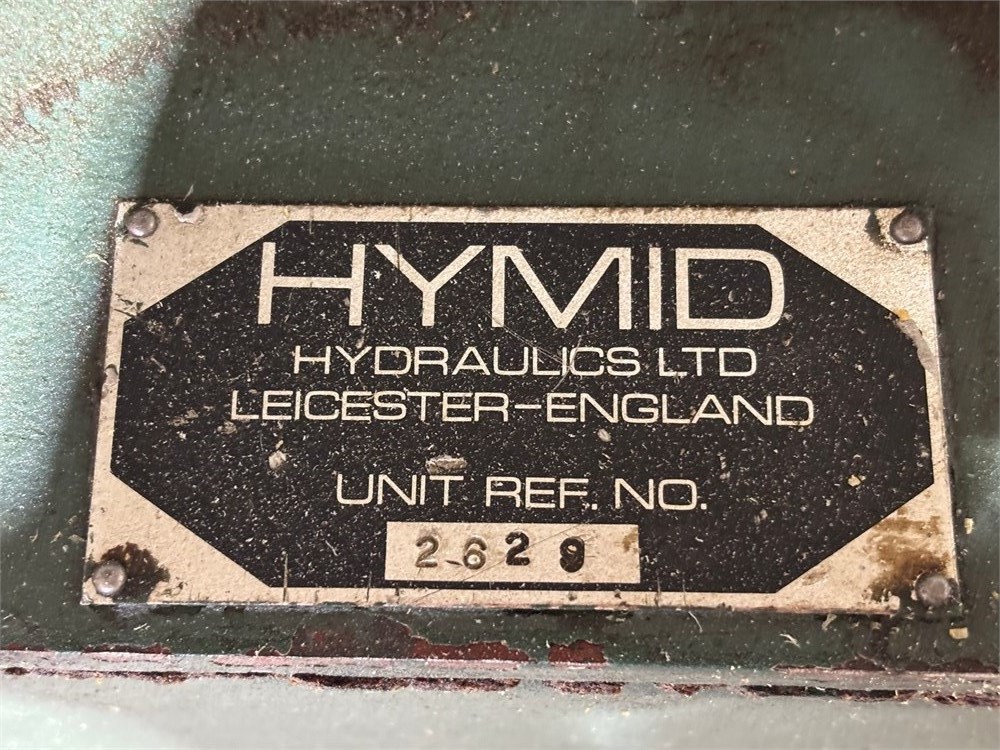 HYMID
HYDRAULICS LTD
LEICESTER-ENGLAND
UNIT REF. NO.
2629